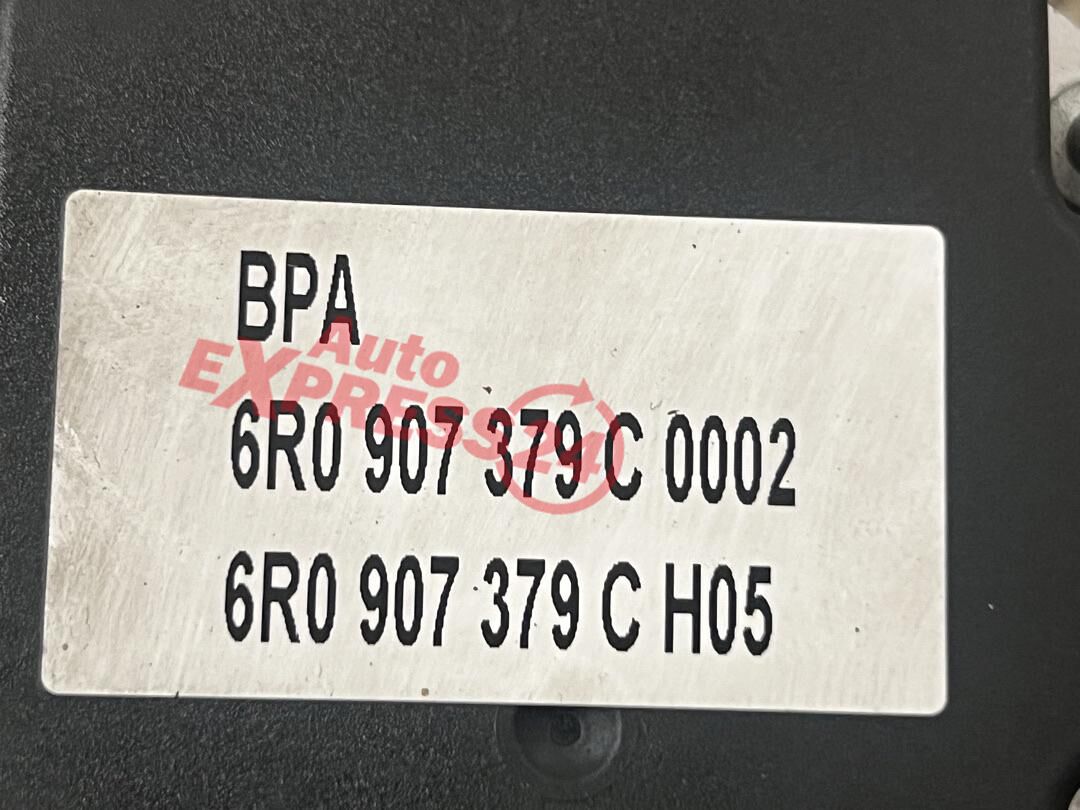 BPA
Auto
EXPRESS24
6R0 907 379 C 0002
6R0 907 379 C H05